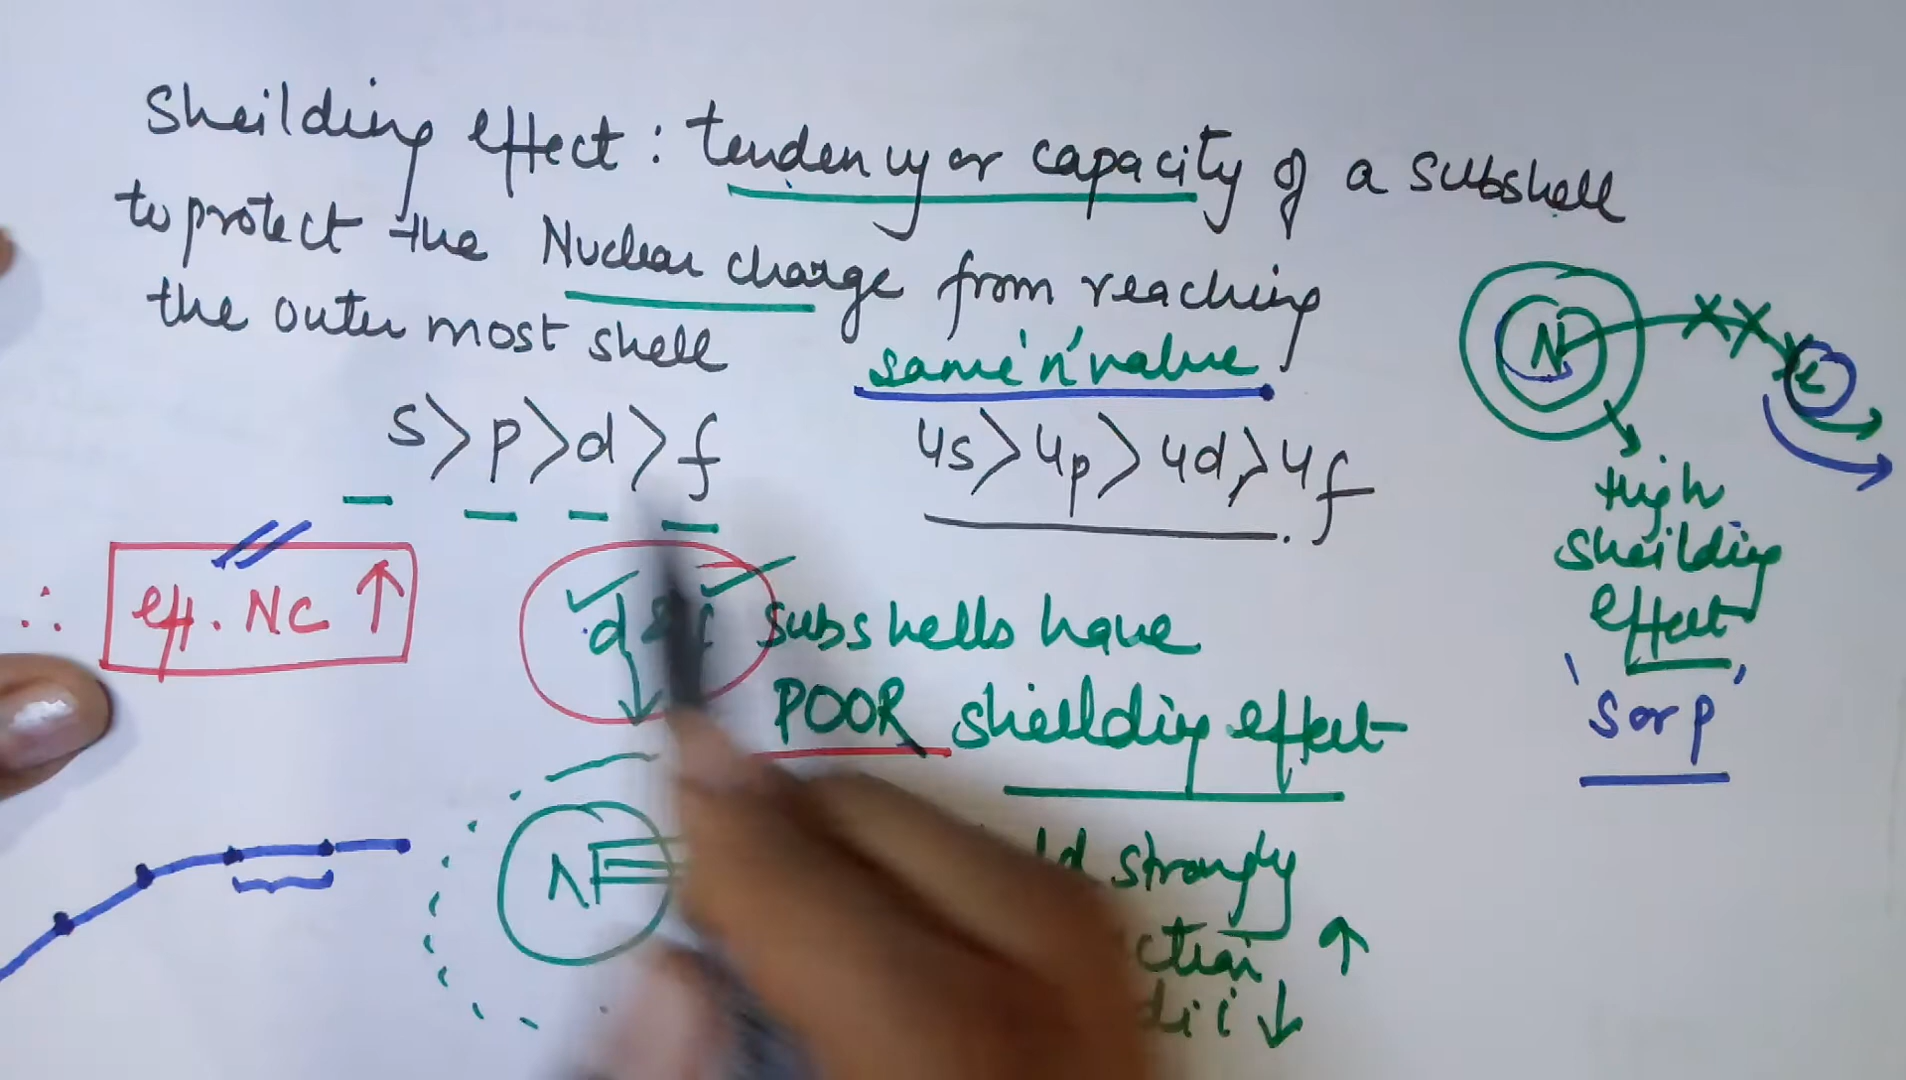 Sheilding effect : tendency or capacity of a subshell
to protect the Nuclear charge from reaching
the outer most shell
same 'n' value
s > p > d > f
4s > 4p > 4d > 4f
∴ eff. NC ↑
d & f subshells have
POOR sheilding effect
N
strongly
↑
↓
N
e
High
sheilding
effect
's or p'